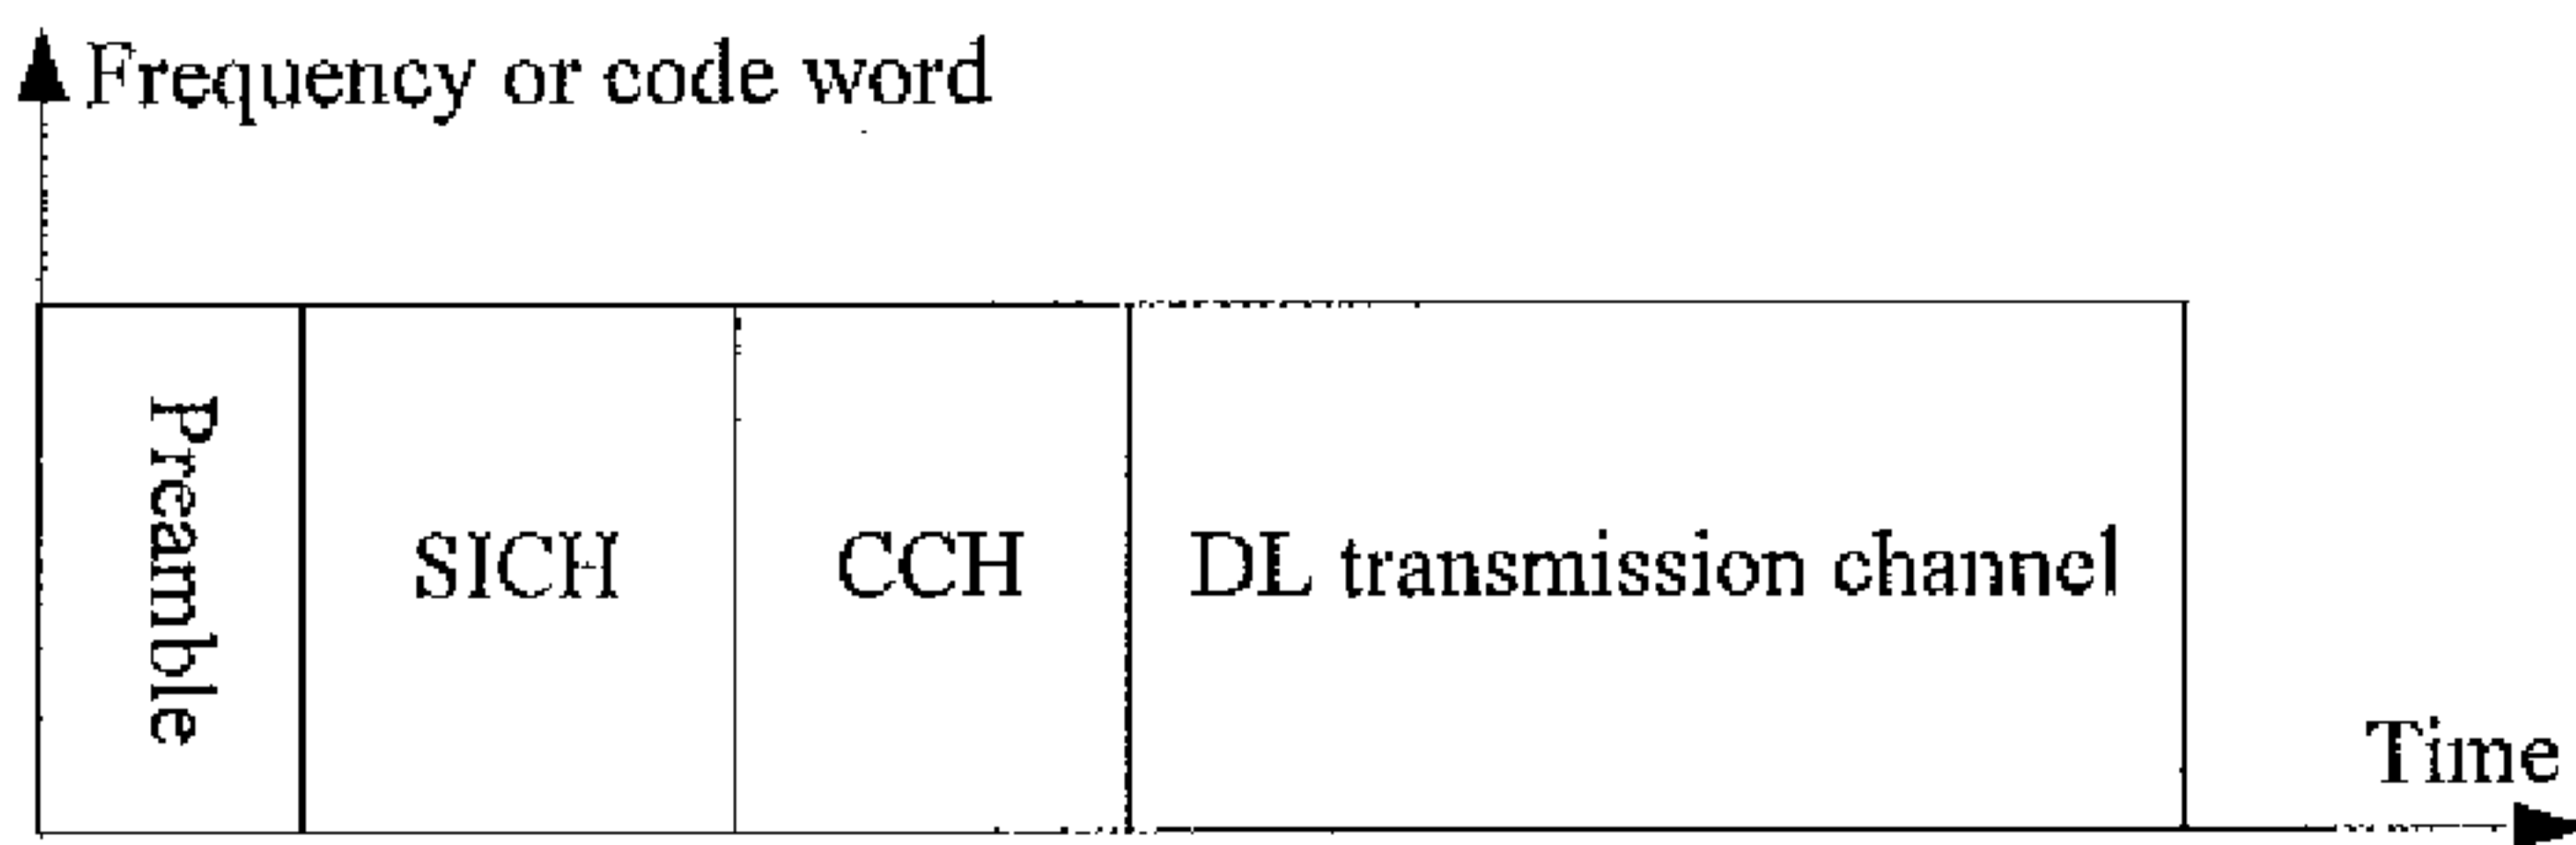 Frequency or code word
Preamble
SICH
CCH
DL transmission channel
Time